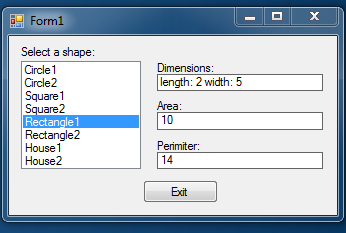 Form1
Select a shape:
Circle1
Circle2
Square1
Square2
Rectangle1
Rectangle2
House1
House2
Dimensions:
length: 2 width: 5
Area:
10
Perimiter:
14
Exit